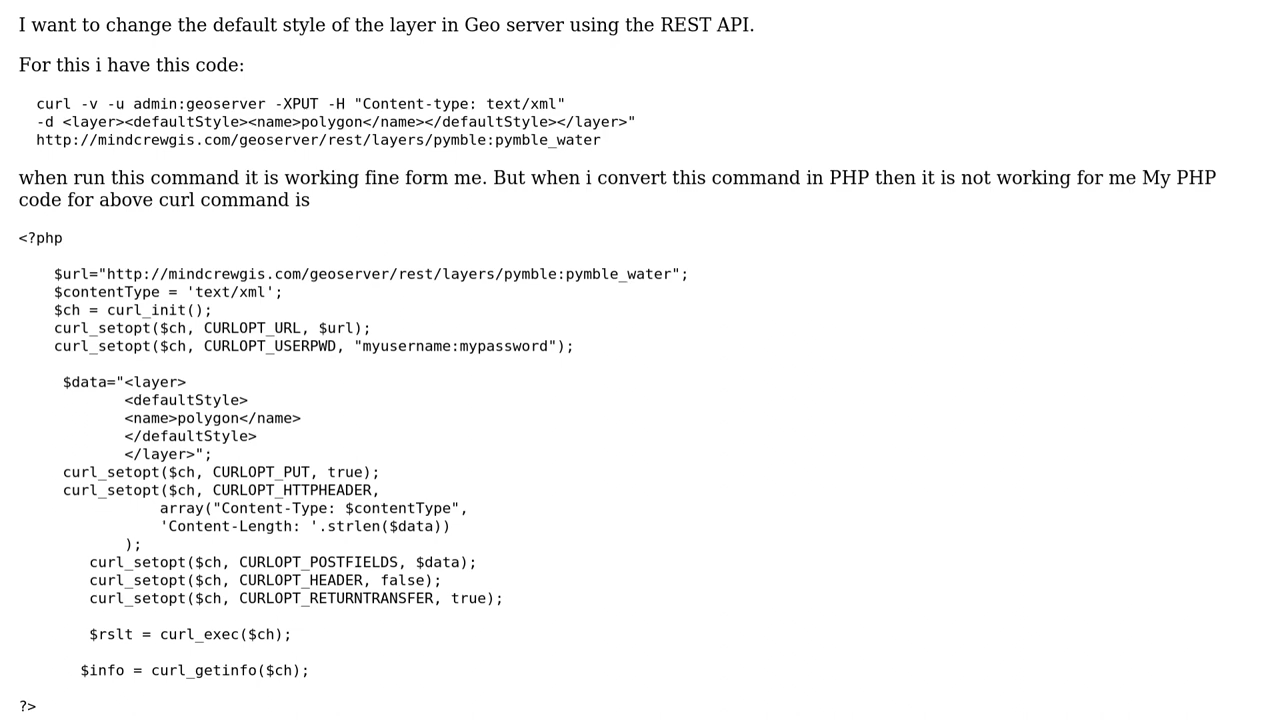 I want to change the default style of the layer in Geo server using the REST API.
For this i have this code:
curl -v -u admin:geoserver -XPUT -H "Content-type: text/xml"
-d <layer><defaultStyle><name>polygon</name></defaultStyle></layer>"
http://mindcrewgis.com/geoserver/rest/layers/pymble:pymble_water
when run this command it is working fine form me. But when i convert this command in PHP then it is not working for me My PHP
code for above curl command is
<?php
$url="http://mindcrewgis.com/geoserver/rest/layers/pymble:pymble_water";
$contentType = 'text/xml';
$ch = curl_init();
curl_setopt($ch, CURLOPT_URL, $url);
curl_setopt($ch, CURLOPT_USERPWD, "myusername:mypassword");
$data="<layer>
<defaultStyle>
<name>polygon</name>
</defaultStyle>
</layer>";
curl_setopt($ch, CURLOPT_PUT, true);
curl_setopt($ch, CURLOPT_HTTPHEADER,
array("Content-Type: $contentType",
'Content-Length: '.strlen($data))
);
curl_setopt($ch, CURLOPT_POSTFIELDS, $data);
curl_setopt($ch, CURLOPT_HEADER, false);
curl_setopt($ch, CURLOPT_RETURNTRANSFER, true);
$rslt = curl_exec($ch);
$info = curl_getinfo($ch);
?>